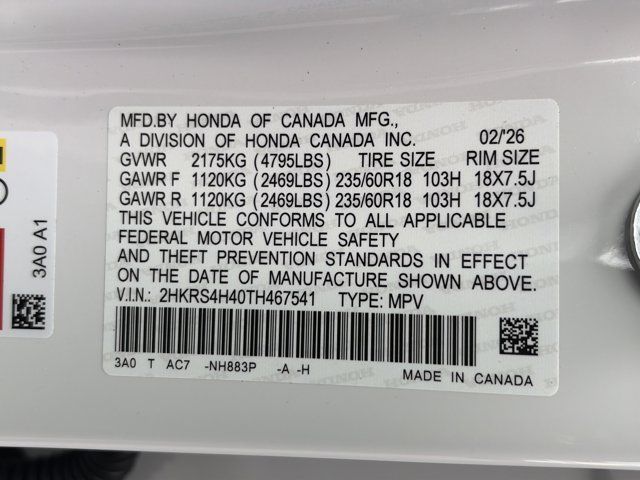 MFD.BY HONDA OF CANADA MFG.,
A DIVISION OF HONDA CANADA INC. 02/'26
GVWR 2175KG (4795LBS) TIRE SIZE RIM SIZE
GAWR F 1120KG (2469LBS) 235/60R18 103H 18X7.5J
GAWR R 1120KG (2469LBS) 235/60R18 103H 18X7.5J
THIS VEHICLE CONFORMS TO ALL APPLICABLE
FEDERAL MOTOR VEHICLE SAFETY
AND THEFT PREVENTION STANDARDS IN EFFECT
ON THE DATE OF MANUFACTURE SHOWN ABOVE.
V.I.N.: 2HKRS4H40TH467541 TYPE: MPV
3A0 T AC7 -NH883P -A -H
MADE IN CANADA
3A0 A1